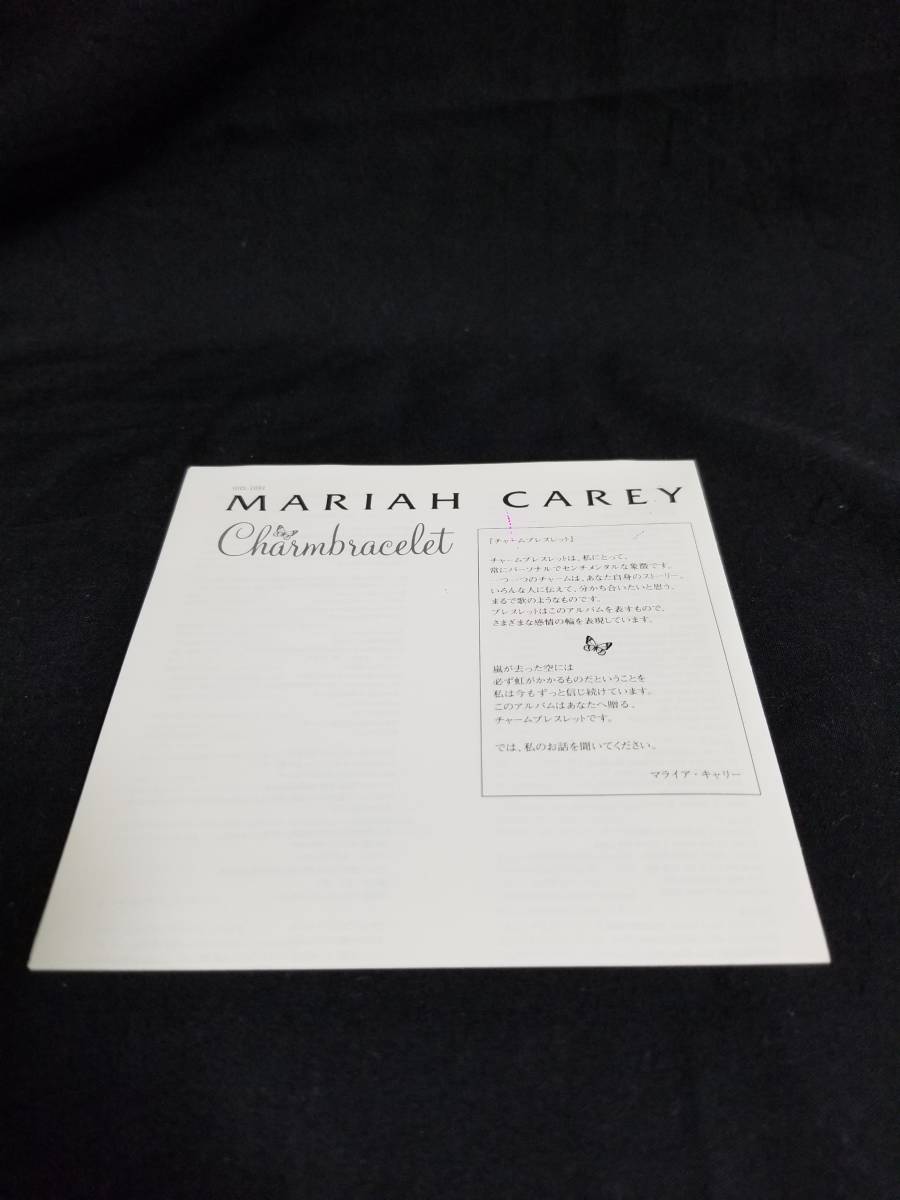 MARIAH CAREY
Charmbracelet
『チャームブレスレット』
チャームブレスレットは、私にとって、
常にパーソナルでセンチメンタルな象徴です。
一つ一つのチャームは、あなた自身のストーリー。
いろんな人に伝えて、分かち合いたいと思う、
まるで歌のようなものです。
ブレスレットはこのアルバムを表すもので、
さまざまな感情の輪を表現しています。
嵐が去った空には
必ず虹がかかるものだということを
私は今もずっと信じ続けています。
このアルバムはあなたへ贈る、
チャームブレスレットです。
では、私のお話を聞いてください。
マライア・キャリー